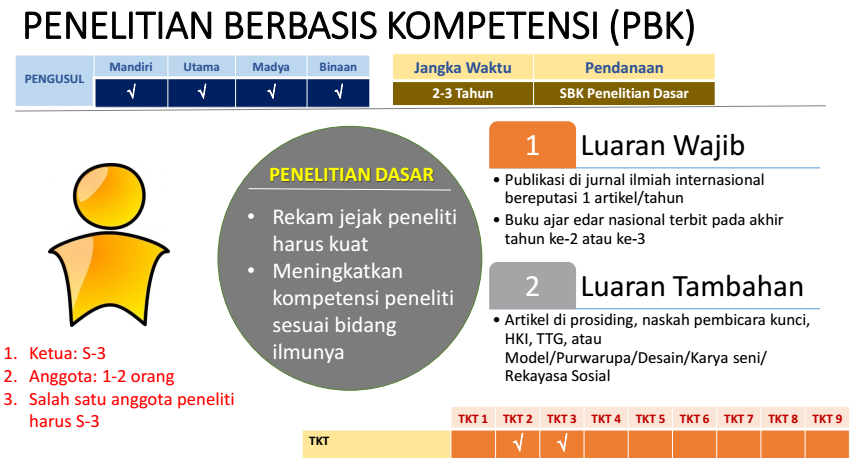 PENELITIAN BERBASIS KOMPETENSI (PBK)
PENGUSUL Mandiri Utama Madya Binaan
√ √ √ √
Jangka Waktu Pendanaan
2-3 Tahun SBK Penelitian Dasar
PENELITIAN DASAR
• Rekam jejak peneliti
harus kuat
• Meningkatkan
kompetensi peneliti
sesuai bidang
ilmunya
1 Luaran Wajib
• Publikasi di jurnal ilmiah internasional
bereputasi 1 artikel/tahun
• Buku ajar edar nasional terbit pada akhir
tahun ke-2 atau ke-3
2 Luaran Tambahan
• Artikel di prosiding, naskah pembicara kunci,
HKI, TTG, atau
Model/Purwarupa/Desain/Karya seni/
Rekayasa Sosial
1. Ketua: S-3
2. Anggota: 1-2 orang
3. Salah satu anggota peneliti
harus S-3
TKT 1 TKT 2 TKT 3 TKT 4 TKT 5 TKT 6 TKT 7 TKT 8 TKT 9
TKT √ √